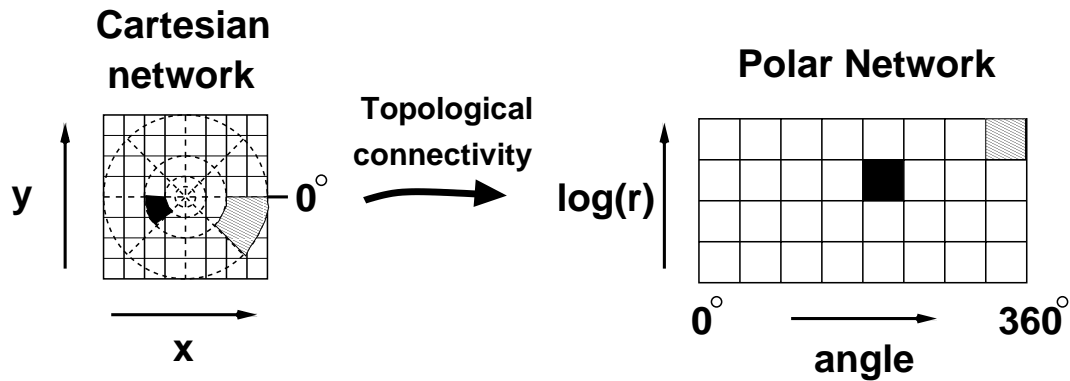 Cartesian
network
y
x
0°
Topological
connectivity
Polar Network
log(r)
0°
360°
angle